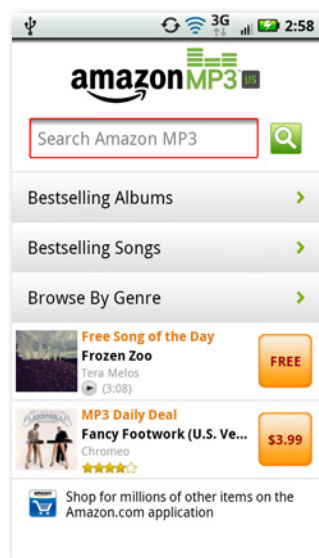 3G 2:58
amazonMP3 US
Search Amazon MP3
Bestselling Albums
Bestselling Songs
Browse By Genre
Free Song of the Day
Frozen Zoo
Tera Melos
(3:08)
FREE
MP3 Daily Deal
Fancy Footwork (U.S. Ve...
Chromeo
$3.99
Shop for millions of other items on the
Amazon.com application